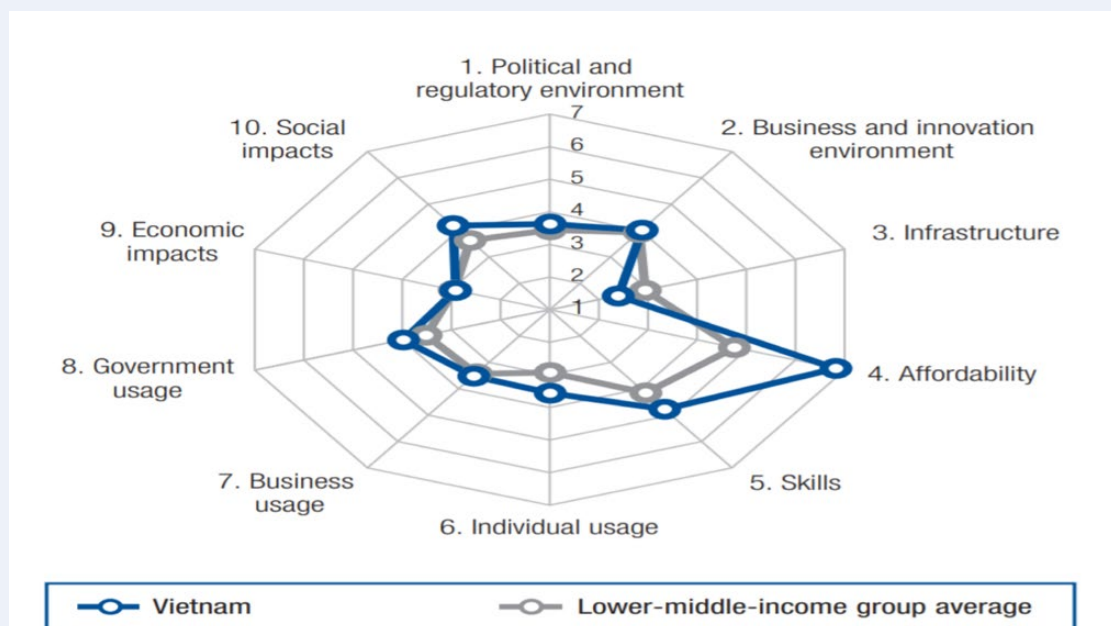 1. Political and
regulatory environment
7
10. Social
impacts
2. Business and innovation
environment
6
5
4
9. Economic
impacts
3. Infrastructure
3
2
1
8. Government
usage
4. Affordability
7. Business
usage
5. Skills
6. Individual usage
Vietnam
Lower-middle-income group average